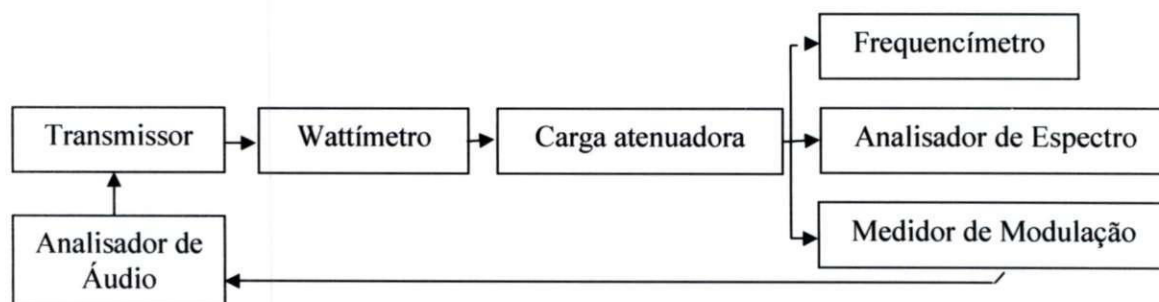 Frequencímetro
Transmissor
Wattímetro
Carga atenuadora
Analisador de Espectro
Analisador de
Áudio
Medidor de Modulação